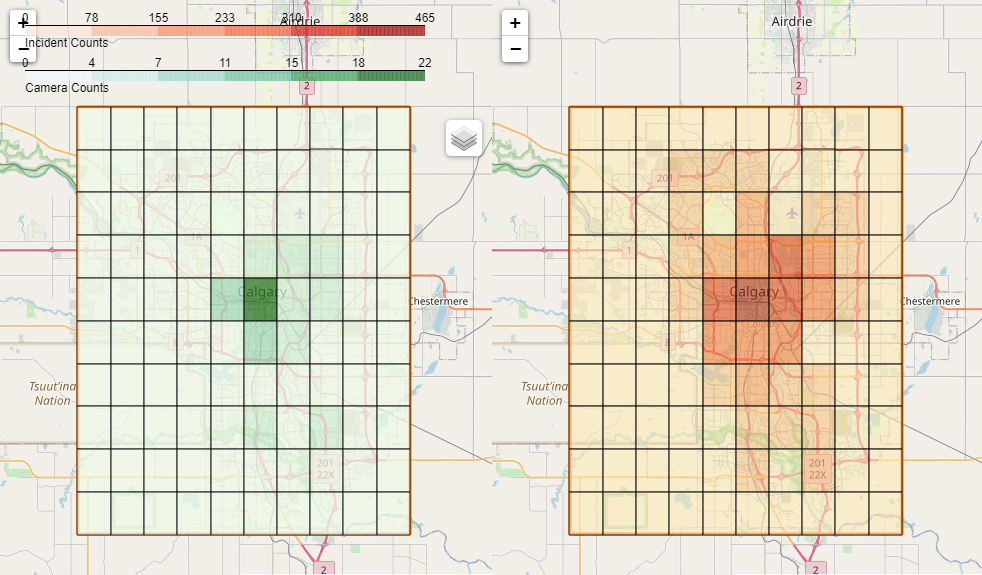 +
−
0 78 155 233 310 388 465
Incident Counts
0 4 7 11 15 18 22
Camera Counts
Airdrie
2
201
1A
1
Calgary
8
Chestermere
Tsuut'ina
Nation
201
22X
2
+
−
Airdrie
2
201
1A
1
Calgary
8
Chestermere
Tsuut'ina
Nation
201
22X
2